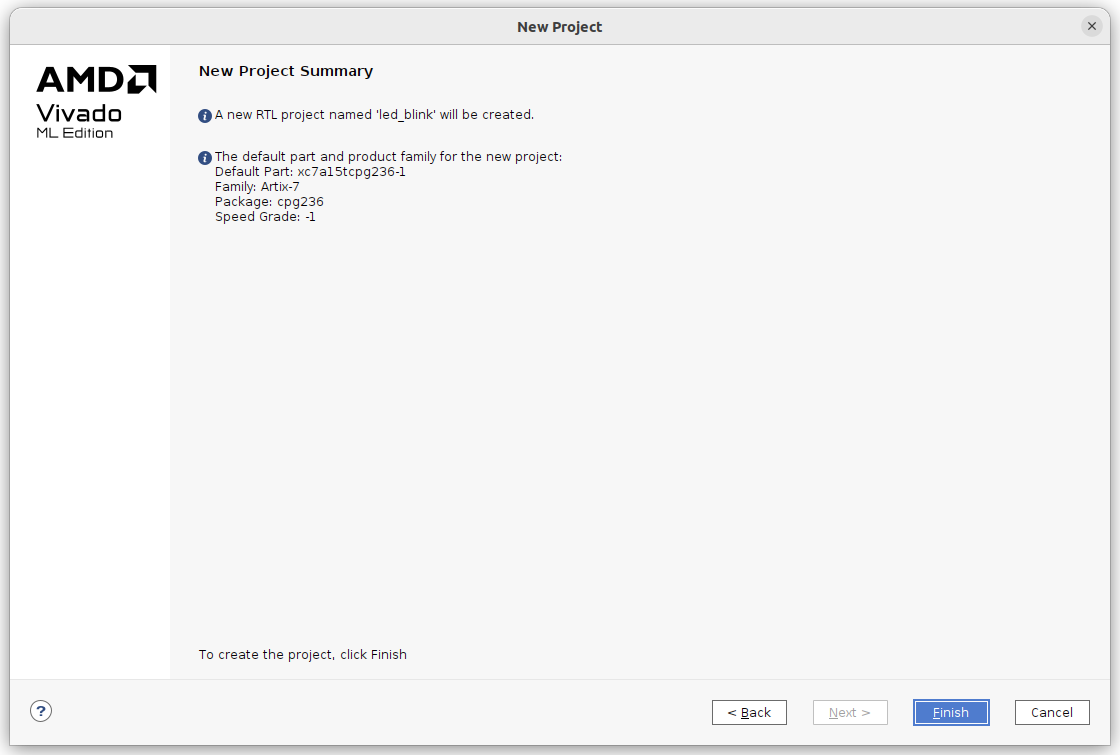 New Project
AMD
Vivado
ML Edition
New Project Summary
A new RTL project named 'led_blink' will be created.
The default part and product family for the new project:
Default Part: xc7a15tcpg236-1
Family: Artix-7
Package: cpg236
Speed Grade: -1
To create the project, click Finish
?
< Back
Next >
Finish
Cancel